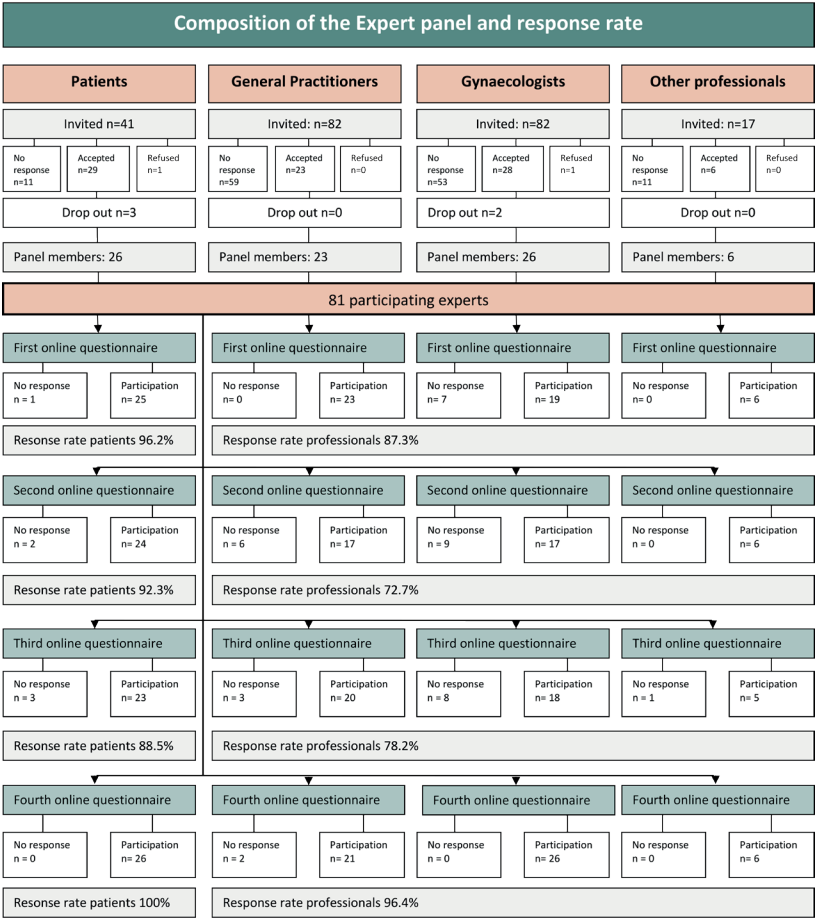 Composition of the Expert panel and response rate
Patients
General Practitioners
Gynaecologists
Other professionals
Invited n=41
Invited: n=82
Invited: n=82
Invited: n=17
No
response
n=11
Accepted
n=29
Refused
n=1
No
response
n=59
Accepted
n=23
Refused
n=0
No
response
n=53
Accepted
n=28
Refused
n=1
No
response
n=11
Accepted
n=6
Refused
n=0
Drop out n=3
Drop out n=0
Drop out n=2
Drop out n=0
Panel members: 26
Panel members: 23
Panel members: 26
Panel members: 6
81 participating experts
First online questionnaire
First online questionnaire
First online questionnaire
First online questionnaire
No response
n = 1
Participation
n= 25
No response
n= 0
Participation
n= 23
No response
n= 7
Participation
n= 19
No response
n= 0
Participation
n= 6
Resonse rate patients 96.2%
Response rate professionals 87.3%
Second online questionnaire
Second online questionnaire
Second online questionnaire
Second online questionnaire
No response
n = 2
Participation
n= 24
No response
n= 6
Participation
n= 17
No response
n = 9
Participation
n= 17
No response
n = 0
Participation
n= 6
Resonse rate patients 92.3%
Response rate professionals 72.7%
Third online questionnaire
Third online questionnaire
Third online questionnaire
Third online questionnaire
No response
n = 3
Participation
n= 23
No response
n = 3
Participation
n= 20
No response
n = 8
Participation
n= 18
No response
n = 1
Participation
n= 5
Resonse rate patients 88.5%
Response rate professionals 78.2%
Fourth online questionnaire
Fourth online questionnaire
Fourth online questionnaire
Fourth online questionnaire
No response
n = 0
Participation
n= 26
No response
n = 2
Participation
n= 21
No response
n = 0
Participation
n= 26
No response
n = 0
Participation
n= 6
Resonse rate patients 100%
Response rate professionals 96.4%